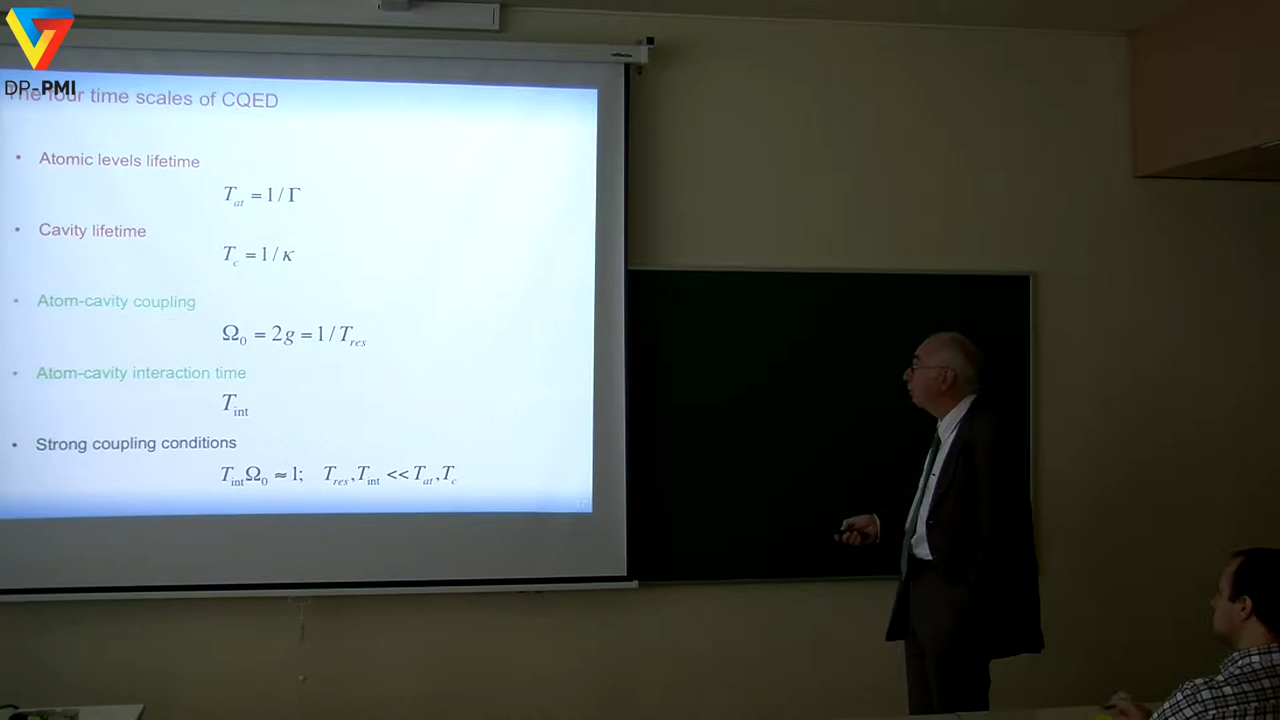 reflecta
DP-PMI
The four time scales of CQED
• Atomic levels lifetime
T_at = 1 / Γ
• Cavity lifetime
T_c = 1 / κ
• Atom-cavity coupling
Ω_0 = 2g = 1 / T_res
• Atom-cavity interaction time
T_int
• Strong coupling conditions
T_int Ω_0 ≈ 1; T_res, T_int << T_at, T_c